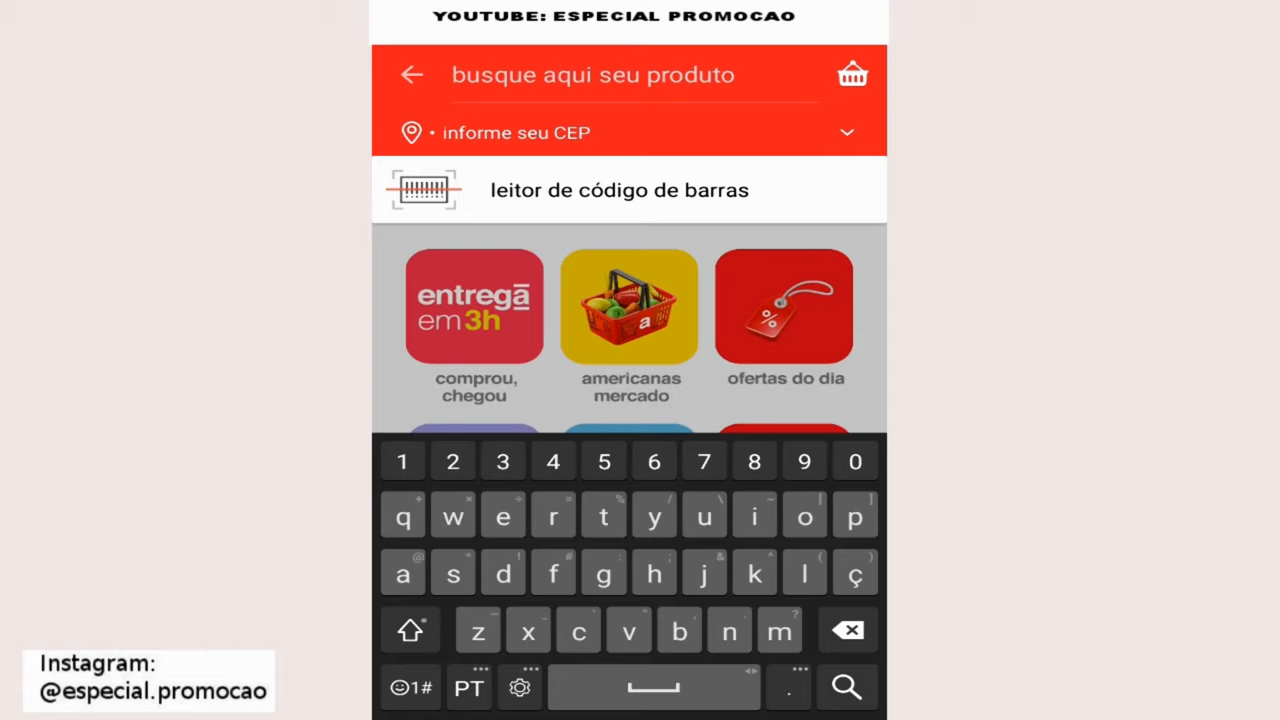 YOUTUBE: ESPECIAL PROMOCAO
busque aqui seu produto
• informe seu CEP
leitor de código de barras
entregā
em 3h
a
%
comprou,
chegou
americanas
mercado
ofertas do dia
1 2 3 4 5 6 7 8 9 0
q w e r t y u i o p
a s d f g h j k l ç
z x c v b n m
1# PT .
Instagram:
@especial.promocao